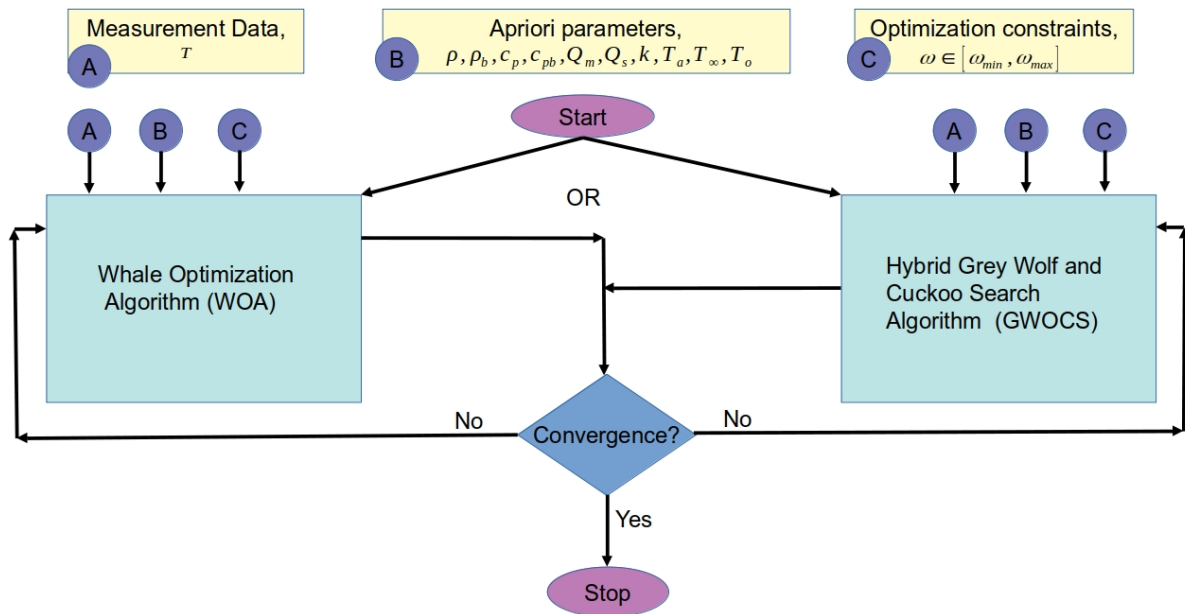 Measurement Data,
T
A
Apriori parameters,
ρ, ρ_b, c_p, c_pb, Q_m, Q_s, k, T_a, T_∞, T_o
B
Optimization constraints,
ω ∈ [ω_min, ω_max]
C
Start
A B C
A B C
OR
Whale Optimization
Algorithm (WOA)
Hybrid Grey Wolf and
Cuckoo Search
Algorithm (GWOCS)
No
Convergence?
No
Yes
Stop